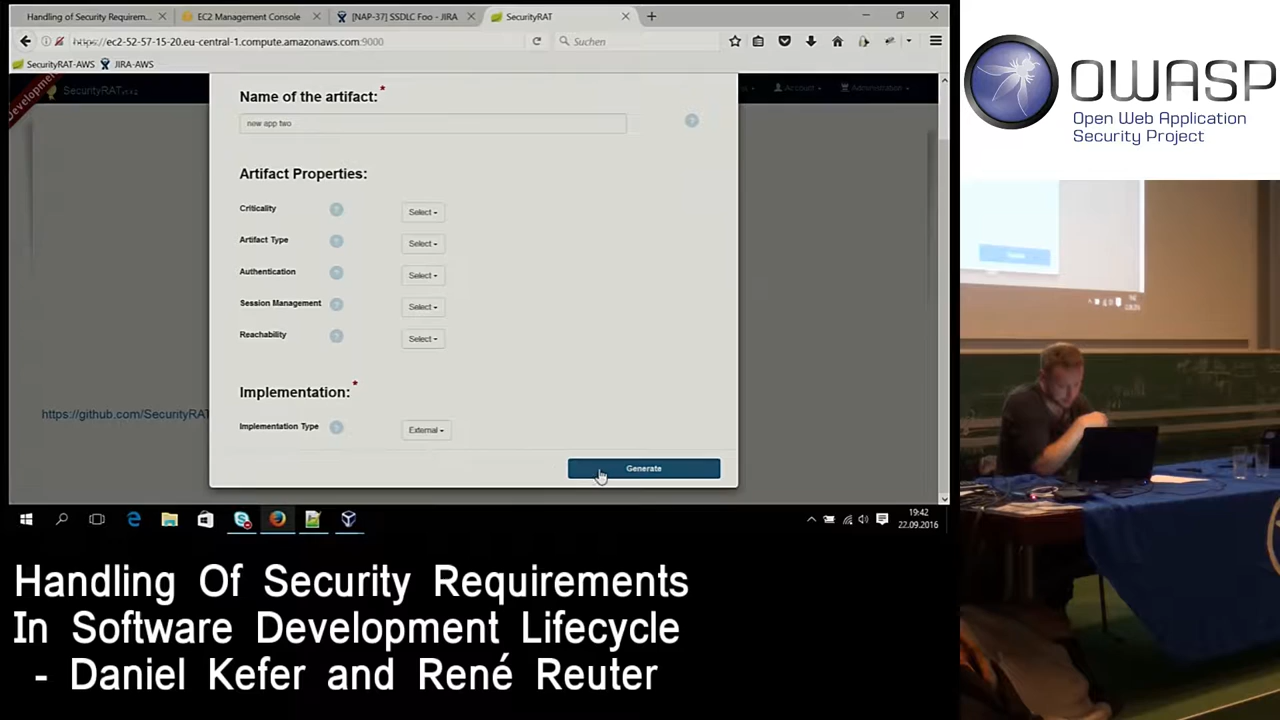 Handling of Security Requirem...
EC2 Management Console
[NAP-37] SSDLC Foo - JIRA
SecurityRAT
https://ec2-52-57-15-20.eu-central-1.compute.amazonaws.com:9000
Suchen
SecurityRAT-AWS
JIRA-AWS
SecurityRAT
Account
Administration
Name of the artifact:*
new app two
Artifact Properties:
Criticality
Select
Artifact Type
Select
Authentication
Select
Session Management
Select
Reachability
Select
Implementation:*
https://github.com/SecurityRAT
Implementation Type
External
Generate
19:42
22.09.2016
OWASP
Open Web Application
Security Project
Handling Of Security Requirements
In Software Development Lifecycle
- Daniel Kefer and René Reuter